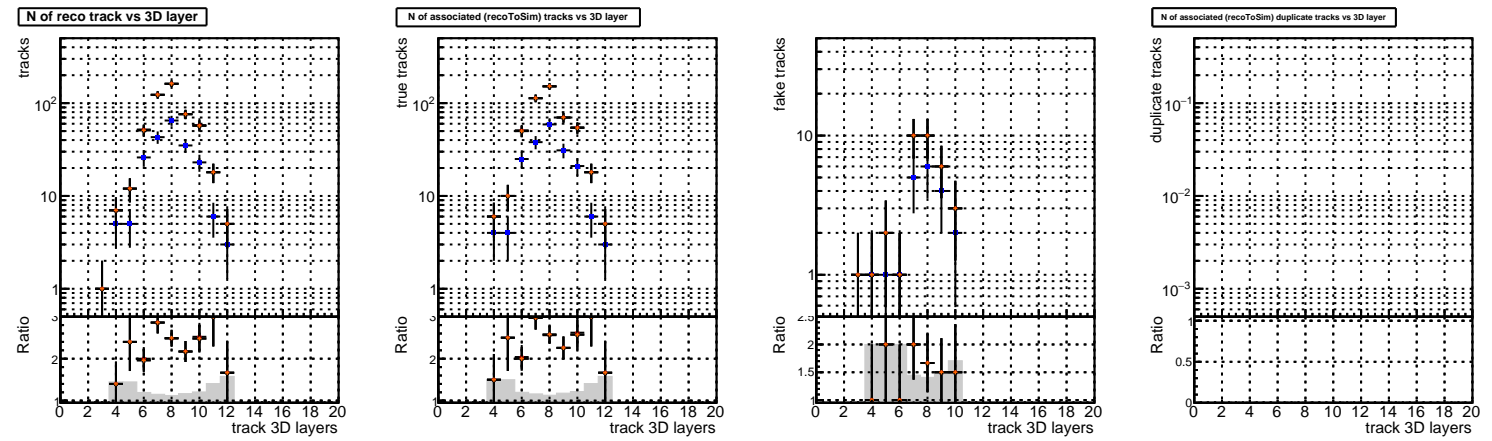 N of reco track vs 3D layer
tracks
10²
10
1
Ratio
3
2
1
0 2 4 6 8 10 12 14 16 18 20
track 3D layers
N of associated (recoToSim) tracks vs 3D layer
true tracks
10²
10
1
Ratio
3
2
1
0 2 4 6 8 10 12 14 16 18 20
track 3D layers
fake tracks
10
1
Ratio
2.5
2
1.5
1
0 2 4 6 8 10 12 14 16 18 20
track 3D layers
N of associated (recoToSim) duplicate tracks vs 3D layer
duplicate tracks
10⁻¹
10⁻²
10⁻³
Ratio
1
0.5
0
0 2 4 6 8 10 12 14 16 18 20
track 3D layers